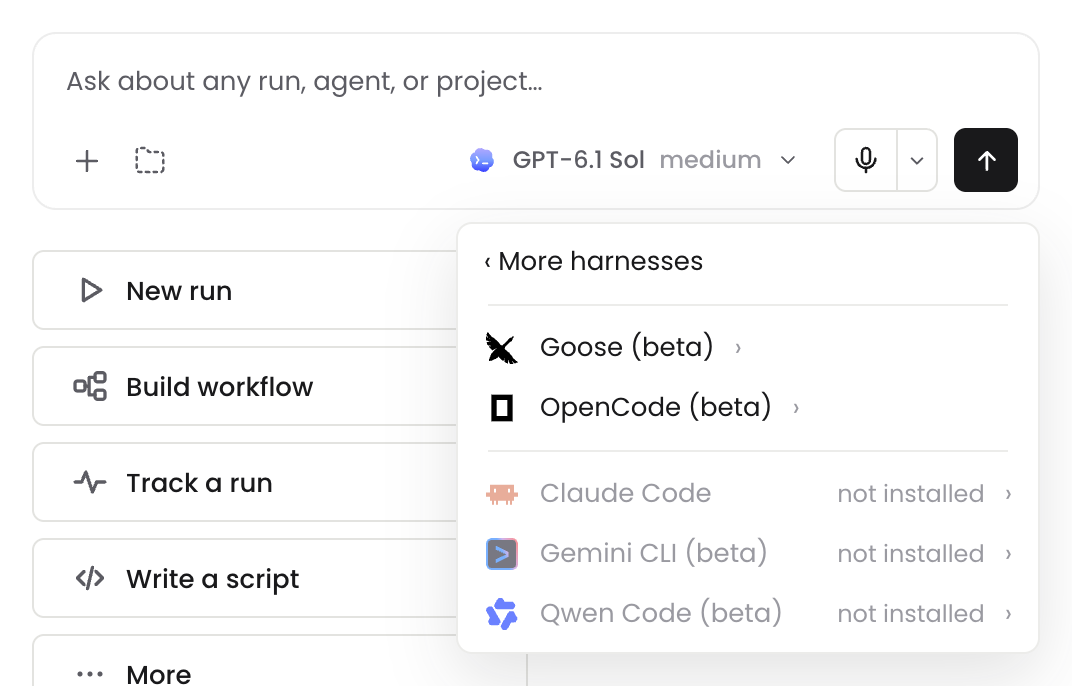 Ask about any run, agent, or project...
GPT-6.1 Sol medium
‹ More harnesses
Goose (beta) ›
OpenCode (beta) ›
Claude Code not installed ›
Gemini CLI (beta) not installed ›
Qwen Code (beta) not installed ›
New run
Build workflow
Track a run
Write a script
More